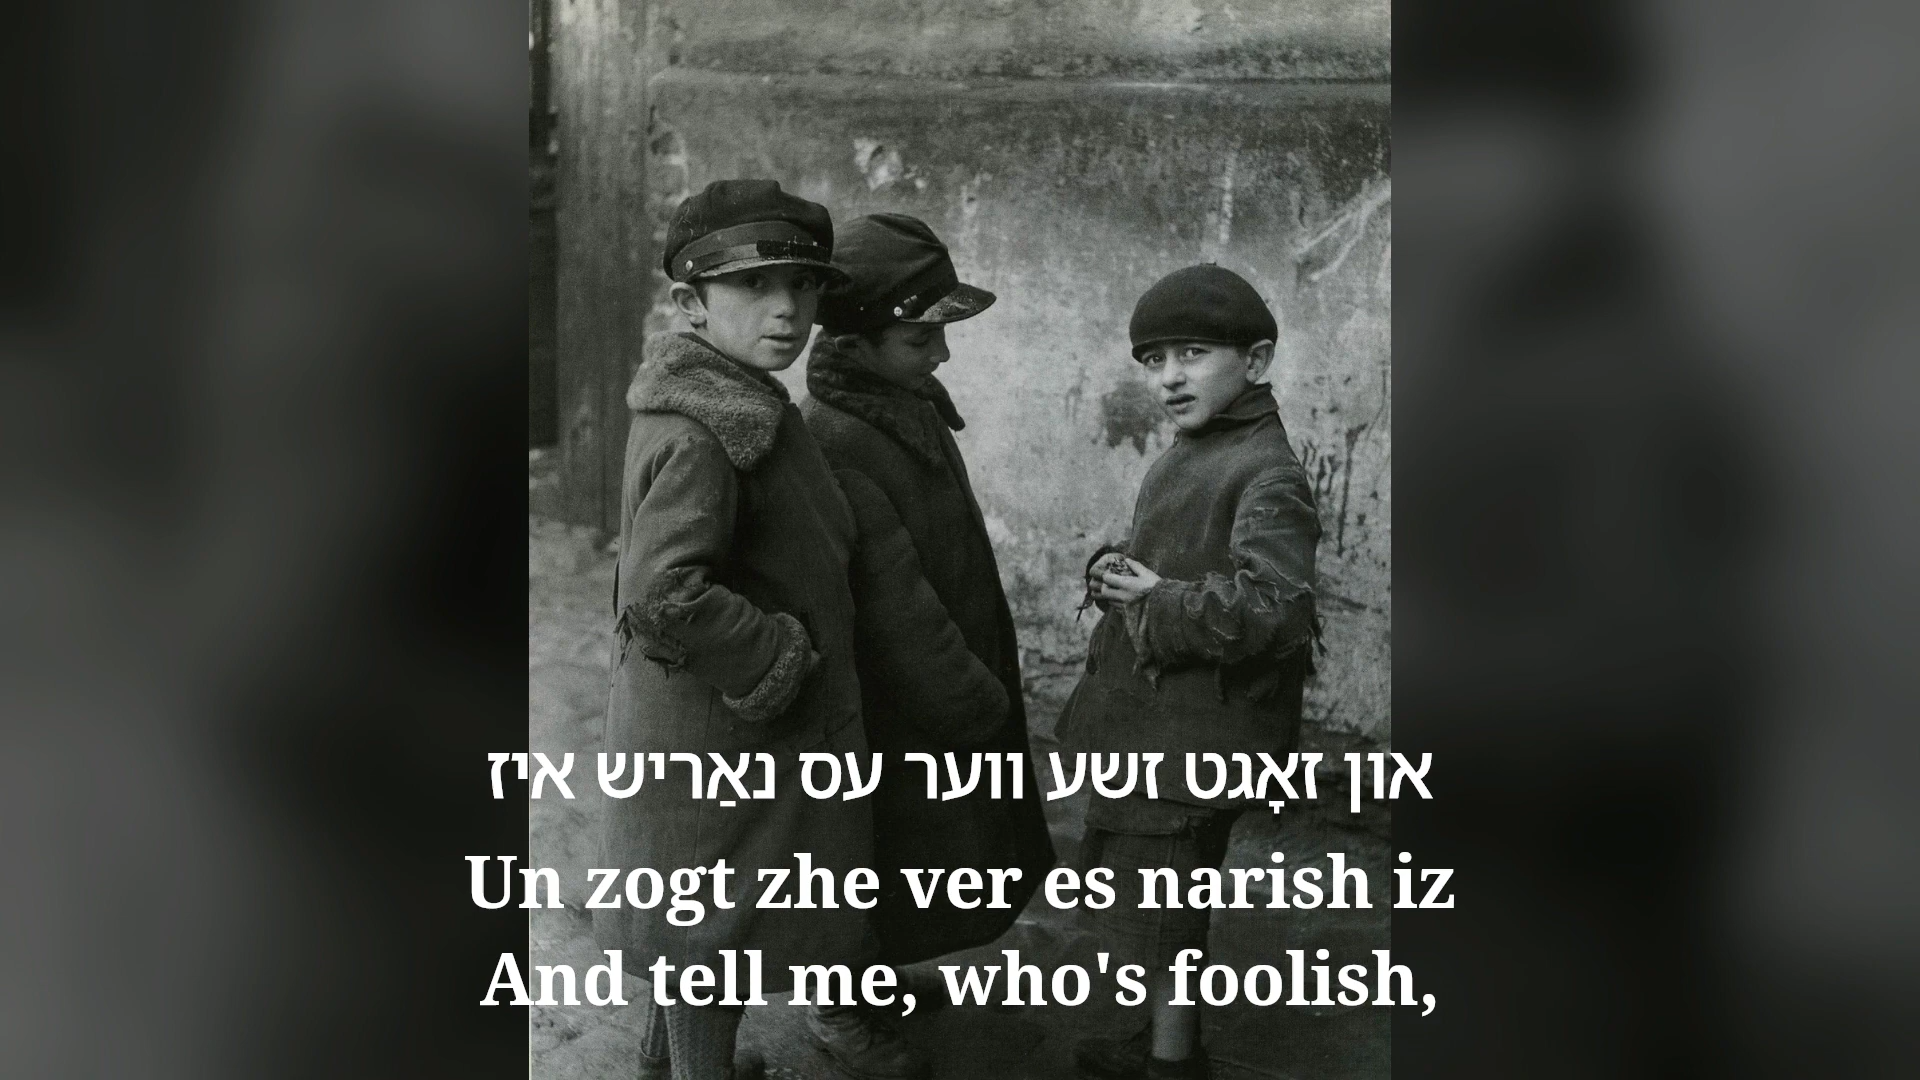 און זאָגט זשע ווער עס נאַריש איז
Un zogt zhe ver es narish iz
And tell me, who's foolish,